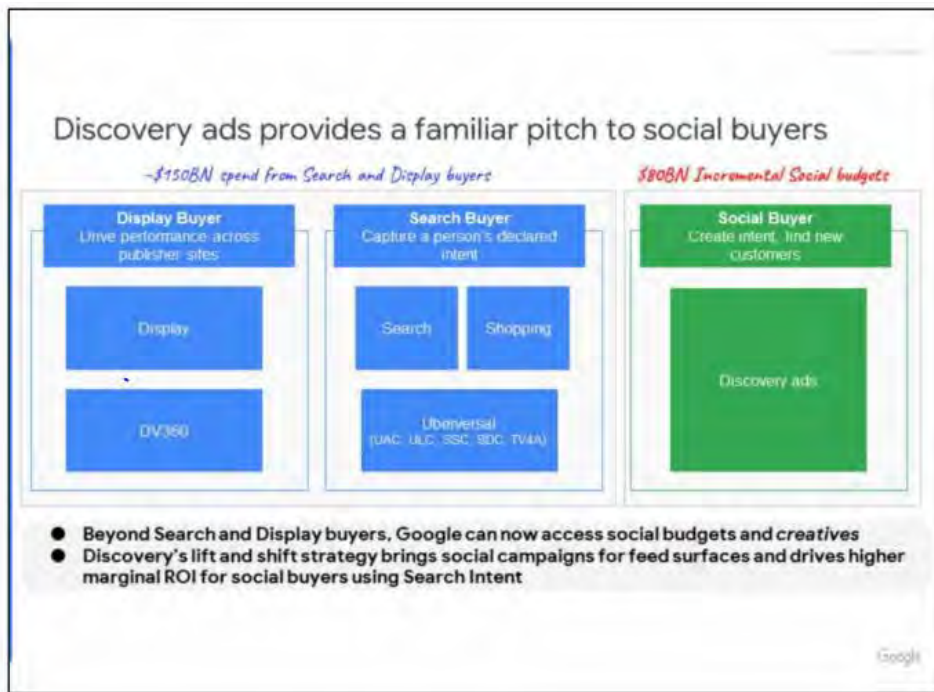 Discovery ads provides a familiar pitch to social buyers
~$150BN spend from Search and Display buyers
$80BN Incremental Social budgets
Display Buyer
Drive performance across
publisher sites
Search Buyer
Capture a person's declared
intent
Social Buyer
Create intent, find new
customers
Display
Search
Shopping
Discovery ads
DV360
Uberversal
(UAC, ULC, SSC, SDC, TV4A)
● Beyond Search and Display buyers, Google can now access social budgets and creatives
● Discovery's lift and shift strategy brings social campaigns for feed surfaces and drives higher
marginal ROI for social buyers using Search Intent
Google